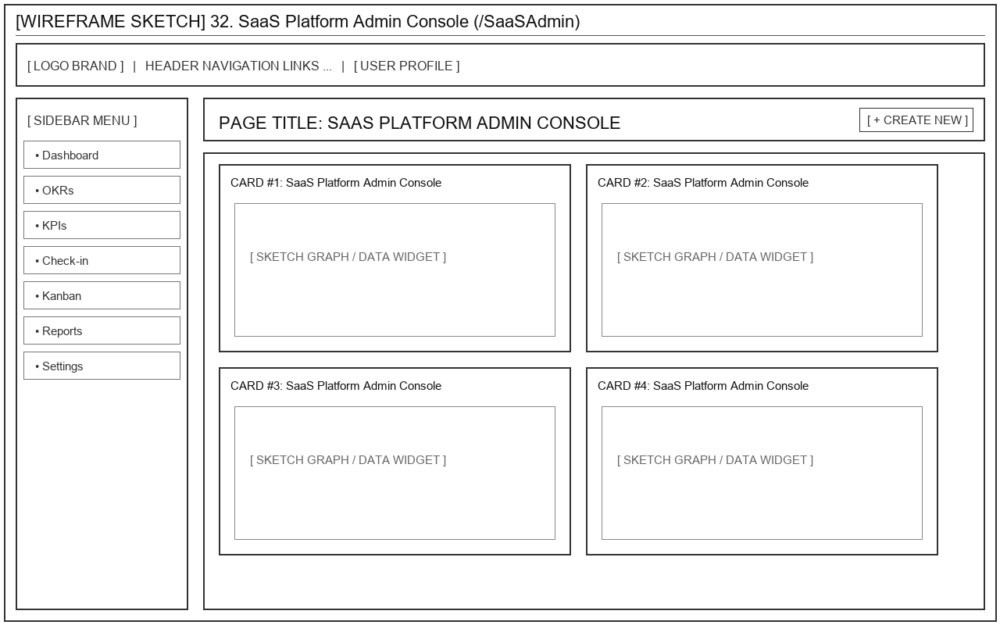 [WIREFRAME SKETCH] 32. SaaS Platform Admin Console (/SaaSAdmin)
[ LOGO BRAND ] | HEADER NAVIGATION LINKS ... | [ USER PROFILE ]
[ SIDEBAR MENU ]
• Dashboard
• OKRs
• KPIs
• Check-in
• Kanban
• Reports
• Settings
PAGE TITLE: SAAS PLATFORM ADMIN CONSOLE
[ + CREATE NEW ]
CARD #1: SaaS Platform Admin Console
[ SKETCH GRAPH / DATA WIDGET ]
CARD #2: SaaS Platform Admin Console
[ SKETCH GRAPH / DATA WIDGET ]
CARD #3: SaaS Platform Admin Console
[ SKETCH GRAPH / DATA WIDGET ]
CARD #4: SaaS Platform Admin Console
[ SKETCH GRAPH / DATA WIDGET ]